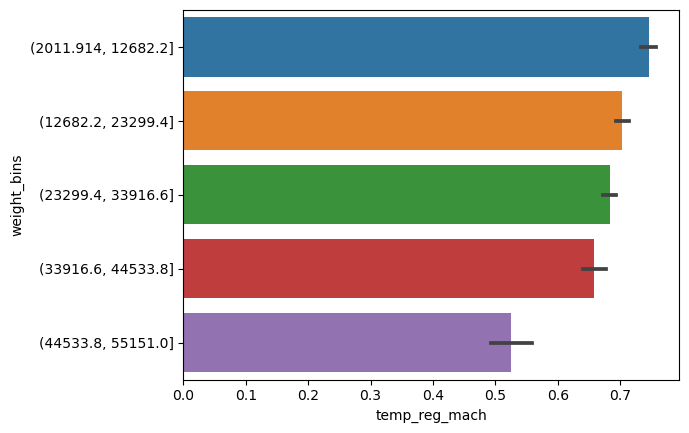 (2011.914, 12682.2]
(12682.2, 23299.4]
(23299.4, 33916.6]
(33916.6, 44533.8]
(44533.8, 55151.0]
weight_bins
0.0 0.1 0.2 0.3 0.4 0.5 0.6 0.7
temp_reg_mach